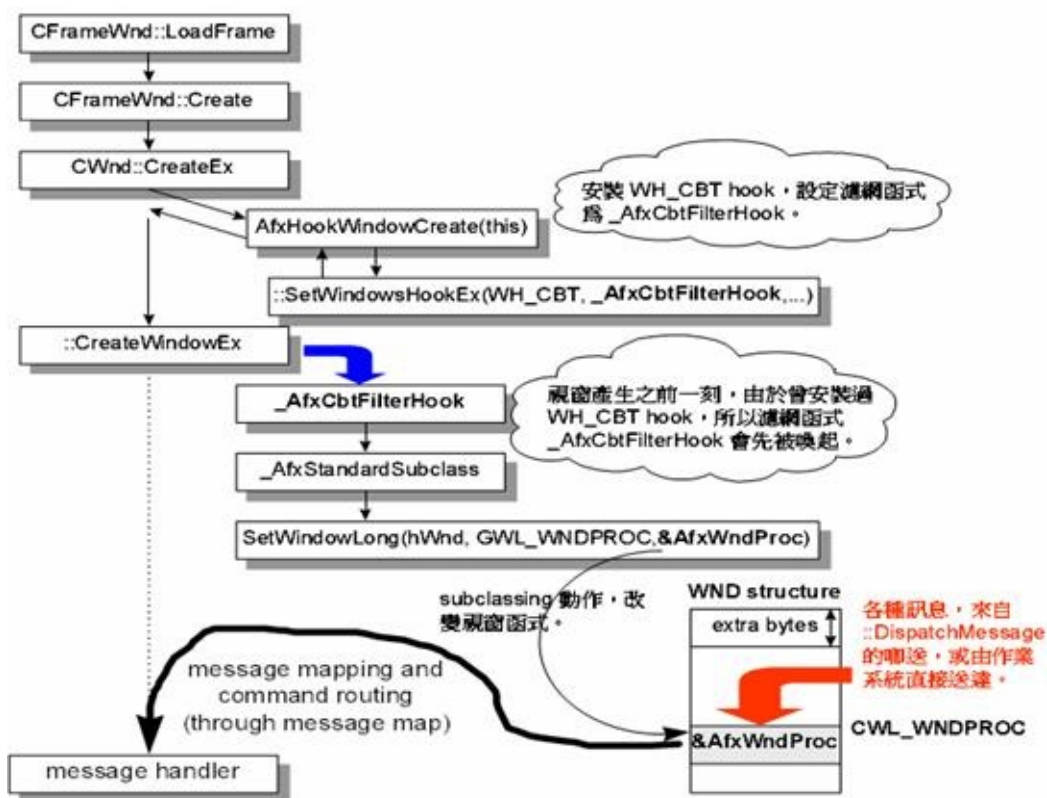 CFrameWnd::LoadFrame
CFrameWnd::Create
CWnd::CreateEx
安裝 WH_CBT hook，設定濾網函式
為 _AfxCbtFilterHook。
AfxHookWindowCreate(this)
::SetWindowsHookEx(WH_CBT, _AfxCbtFilterHook,...)
::CreateWindowEx
_AfxCbtFilterHook
視窗產生之前一刻，由於曾安裝過
WH_CBT hook，所以濾網函式
_AfxCbtFilterHook 會先被喚起。
_AfxStandardSubclass
SetWindowLong(hWnd, GWL_WNDPROC,&AfxWndProc)
subclassing 動作，改
變視窗函式。
WND structure
extra bytes
各種訊息，來自
::DispatchMessage
的唧送，或由作業
系統直接送達。
message mapping and
command routing
(through message map)
&AfxWndProc
CWL_WNDPROC
message handler